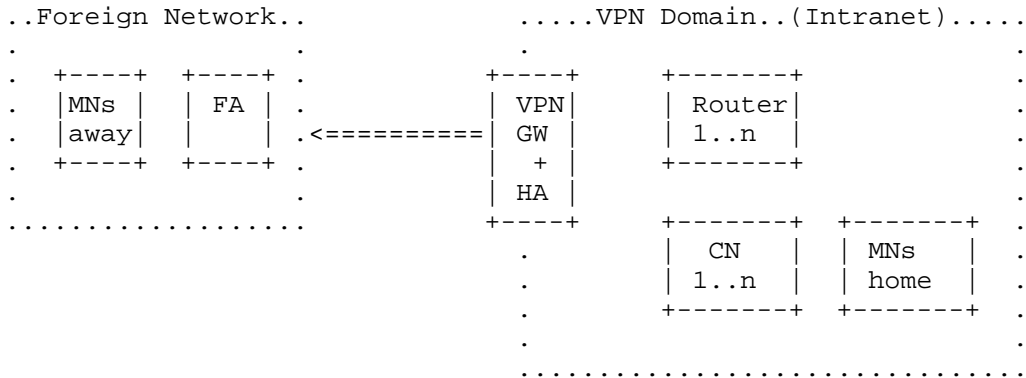 ..Foreign Network..             .....VPN Domain..(Intranet).....
.                 .             .                              .
.  +----+  +----+ .           +----+      +-------+            .
.  |MNs |  | FA | .           | VPN|      | Router|            .
.  |away|  |    | .<==========| GW |      | 1..n  |            .
.  +----+  +----+ .           |  + |      +-------+            .
.                 .           | HA |                           .
...................           +----+      +-------+  +-------+ .
                                .         |  CN   |  | MNs   | .
                                .         | 1..n  |  | home  | .
                                .         +-------+  +-------+ .
                                .                              .
                                ................................